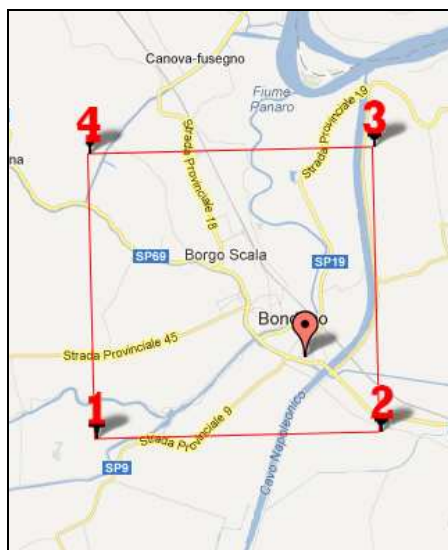 Canova-fusegno
Fiume
Panaro
4
3
Strada Provinciale 19
Strada Provinciale 18
na
SP69
Borgo Scala
SP19
Strada Provinciale 45
1
2
Strada Provinciale 9
SP9
Cavo Napoleonico